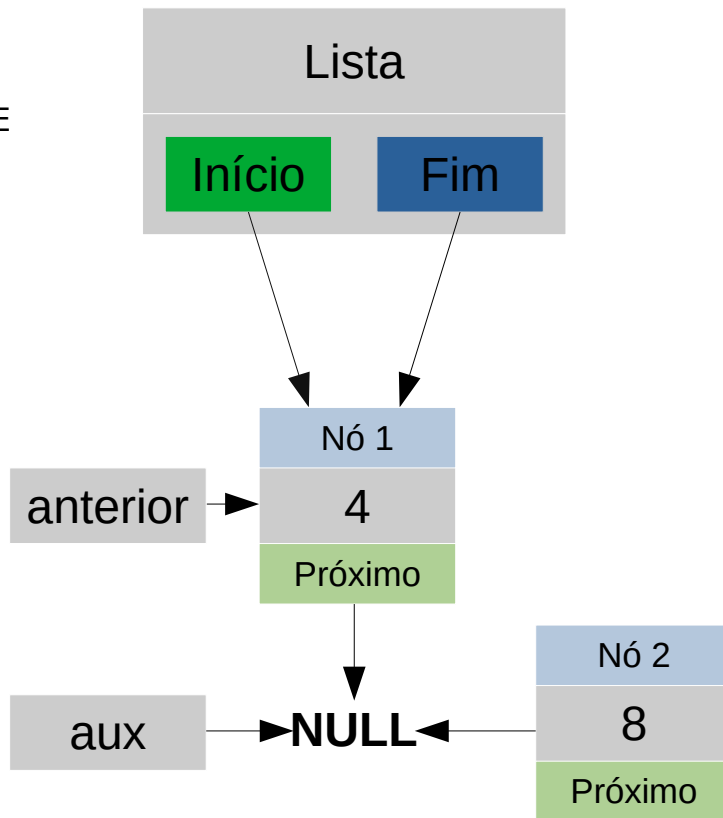 Lista
E
Início
Fim
Nó 1
anterior
4
Próximo
Nó 2
aux
NULL
8
Próximo